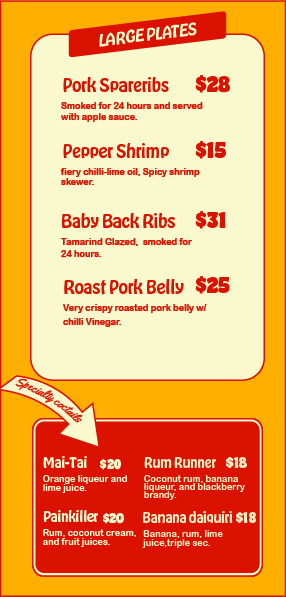 LARGE PLATES
Pork Spareribs $28
Smoked for 24 hours and served
with apple sauce.
Pepper Shrimp $15
fiery chilli-lime oil, Spicy shrimp
skewer.
Baby Back Ribs $31
Tamarind Glazed, smoked for
24 hours.
Roast Pork Belly $25
Very crispy roasted pork belly w/
chilli Vinegar.
Specialty coctails
Mai-Tai $20
Orange liqueur and
lime juice.
Rum Runner $18
Coconut rum, banana
liqueur, and blackberry
brandy.
Painkiller $20
Rum, coconut cream,
and fruit juices.
Banana daiquiri $18
Banana, rum, lime
juice,triple sec.